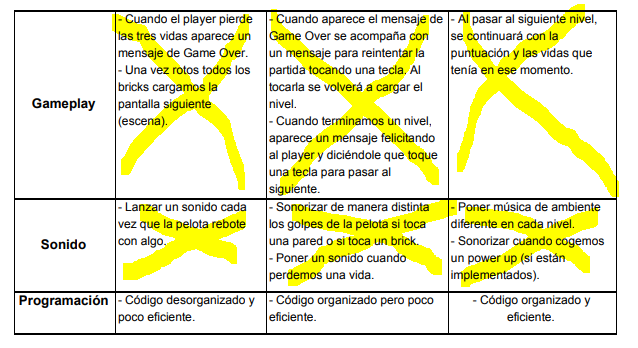 Gameplay
- Cuando el player pierde
las tres vidas aparece un
mensaje de Game Over.
- Una vez rotos todos los
bricks cargamos la
pantalla siguiente
(escena).
- Cuando aparece el mensaje de
Game Over se acompaña con
un mensaje para reintentar la
partida tocando una tecla. Al
tocarla se volverá a cargar el
nivel.
- Cuando terminamos un nivel,
aparece un mensaje felicitando
al player y diciéndole que toque
una tecla para pasar al
siguiente.
- Al pasar al siguiente nivel,
se continuará con la
puntuación y las vidas que
tenía en ese momento.
Sonido
- Lanzar un sonido cada
vez que la pelota rebote
con algo.
- Sonorizar de manera distinta
los golpes de la pelota si toca
una pared o si toca un brick.
- Poner un sonido cuando
perdemos una vida.
- Poner música de ambiente
diferente en cada nivel.
- Sonorizar cuando cogemos
un power up (si están
implementados).
Programación
- Código desorganizado y
poco eficiente.
- Código organizado pero poco
eficiente.
- Código organizado y
eficiente.